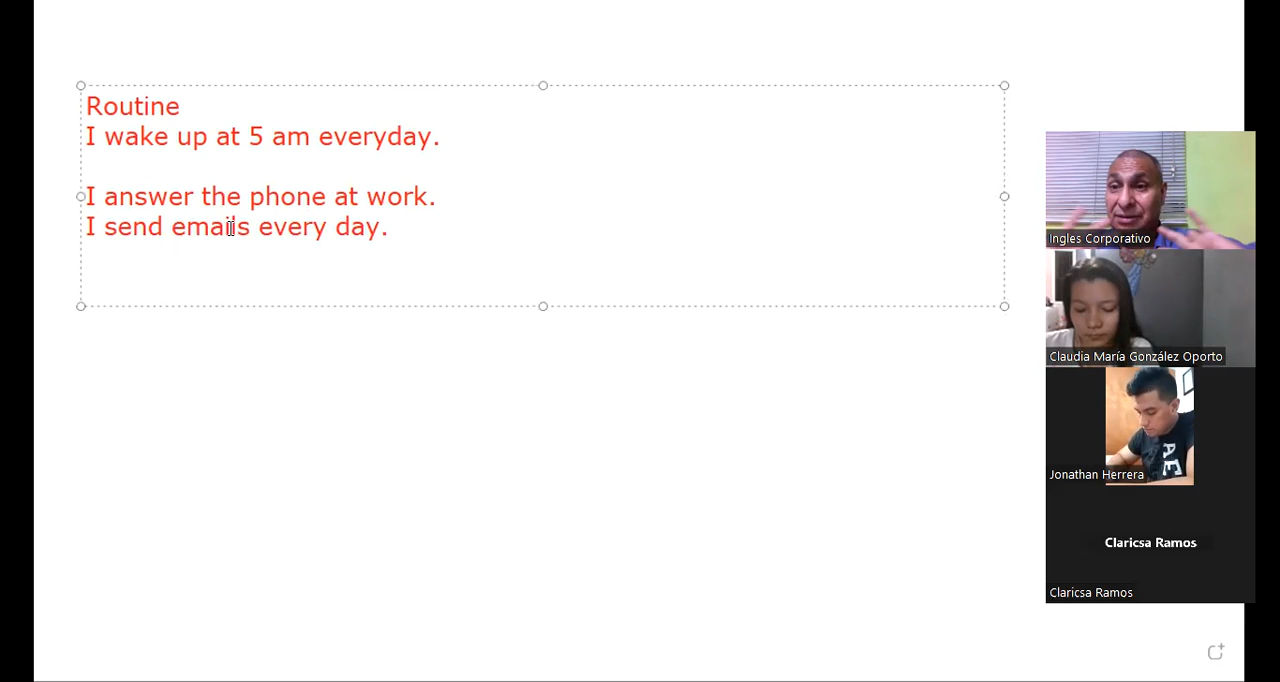 Routine
I wake up at 5 am everyday.
I answer the phone at work.
I send emails every day.
Ingles Corporativo
Claudia María González Oporto
Jonathan Herrera
Claricsa Ramos
Claricsa Ramos